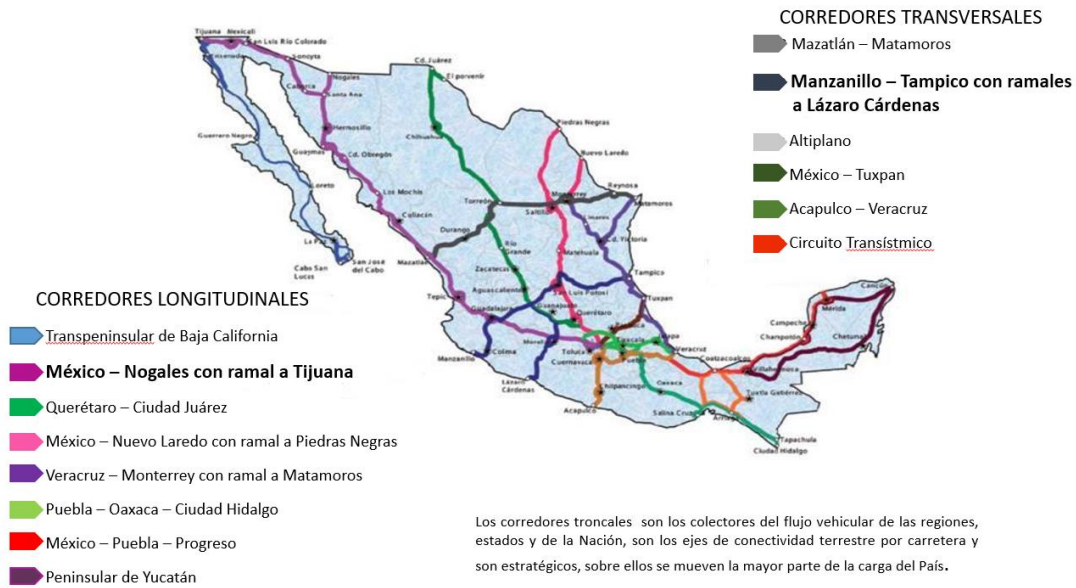 CORREDORES TRANSVERSALES
Mazatlán – Matamoros
Manzanillo – Tampico con ramales
a Lázaro Cárdenas
Altiplano
México – Tuxpan
Acapulco – Veracruz
Circuito Transístmico
Tijuana Mexicali
San Luis Río Colorado
Ensenada
Sonoyta
Nogales
Caborca
Santa Ana
Cd. Juárez
El porvenir
Hermosillo
Chihuahua
Piedras Negras
Guerrero Negro
Guaymas
Cd. Obregón
Nuevo Laredo
Loreto
Los Mochis
Torreón
Monterrey
Reynosa
Saltillo
Matamoros
Culiacán
Linares
La Paz
Durango
Cd. Victoria
Cabo San
Lucas
San José
del Cabo
Mazatlán
Río
Grande
Matehuala
Zacatecas
Tampico
Aguascalientes
San Luis Potosí
Tepic
Guadalajara
Guanajuato
Querétaro
Tuxpan
Pachuca
Cancún
Mérida
Campeche
Champotón
Chetumal
Manzanillo
Colima
Toluca
Tlaxcala
Puebla
Veracruz
Cuernavaca
Coatzacoalcos
Villahermosa
Lázaro
Cárdenas
Chilpancingo
Oaxaca
Tuxtla Gutiérrez
Acapulco
Salina Cruz
Arriaga
Tapachula
Ciudad Hidalgo
CORREDORES LONGITUDINALES
Transpeninsular de Baja California
México – Nogales con ramal a Tijuana
Querétaro – Ciudad Juárez
México – Nuevo Laredo con ramal a Piedras Negras
Veracruz – Monterrey con ramal a Matamoros
Puebla – Oaxaca – Ciudad Hidalgo
México – Puebla – Progreso
Peninsular de Yucatán
Los corredores troncales son los colectores del flujo vehicular de las regiones,
estados y de la Nación, son los ejes de conectividad terrestre por carretera y
son estratégicos, sobre ellos se mueven la mayor parte de la carga del País.